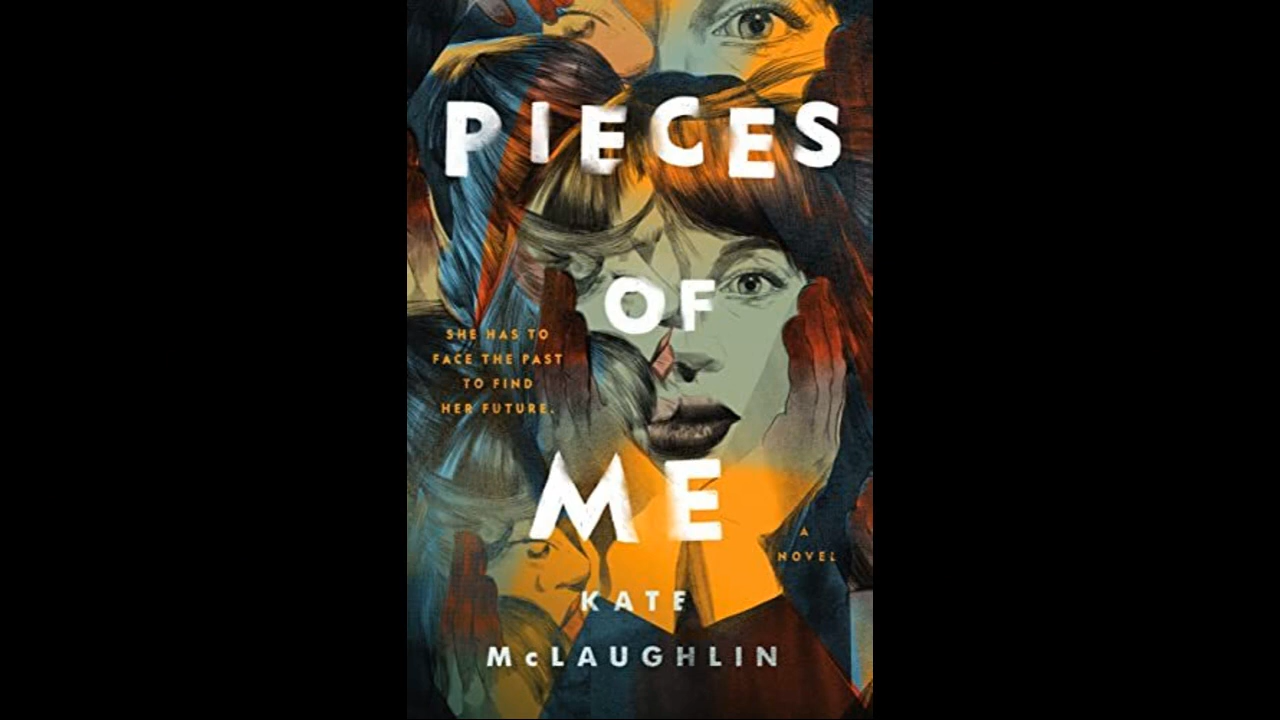 PIECES
OF
SHE HAS TO
FACE THE PAST
TO FIND
HER FUTURE.
ME
A
NOVEL
KATE
McLAUGHLIN